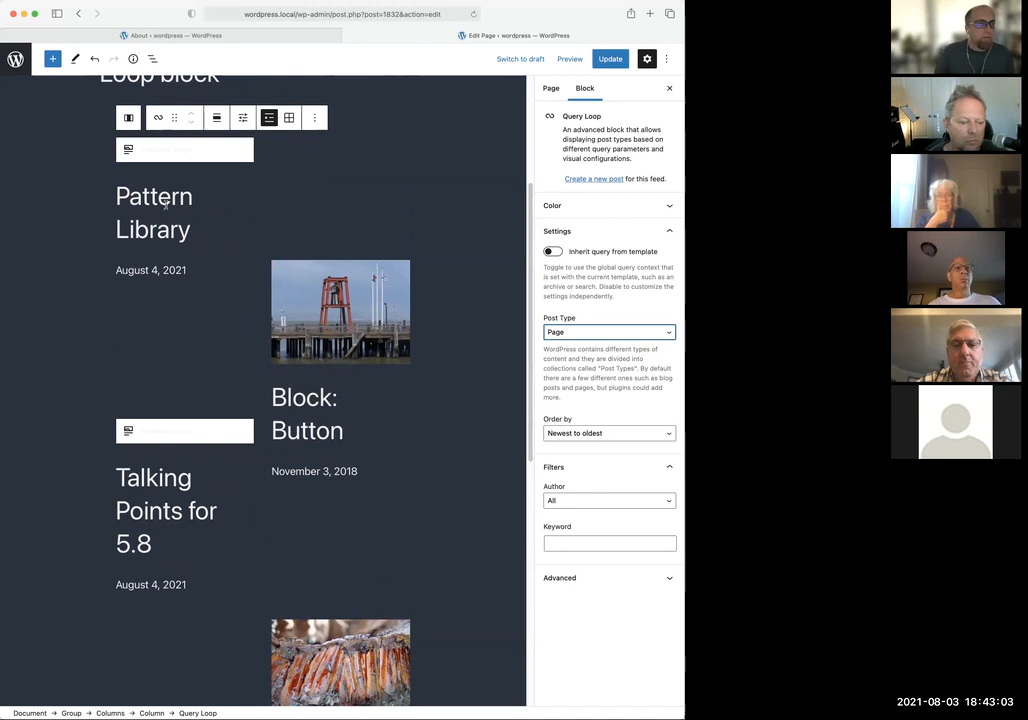 wordpress.local/wp-admin/post.php?post=1832&action=edit
About ‹ wordpress — WordPress
Edit Page ‹ wordpress — WordPress
Switch to draft
Preview
Update
Loop block
Page
Block
Query Loop
An advanced block that allows
displaying post types based on
different query parameters and
visual configurations.
Create a new post for this feed.
Color
Settings
Inherit query from template
Toggle to use the global query context that
is set with the current template, such as an
archive or search. Disable to customize the
settings independently.
Post Type
Page
WordPress contains different types of
content and they are divided into
collections called "Post Types". By default
there are a few different ones such as blog
posts and pages, but plugins could add
more.
Order by
Newest to oldest
Filters
Author
All
Keyword
Advanced
Pattern
Library
August 4, 2021
Block:
Button
November 3, 2018
Talking
Points for
5.8
August 4, 2021
Document → Group → Columns → Column → Query Loop
2021-08-03 18:43:03